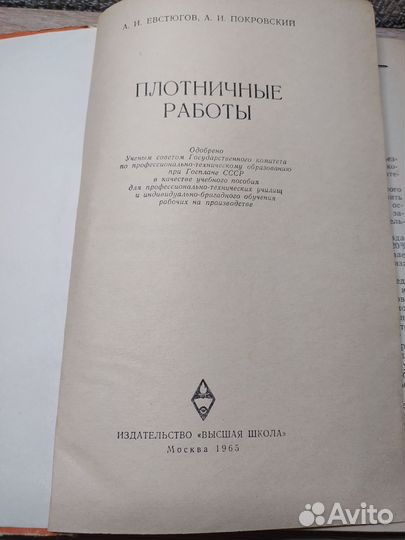 А. И. ЕВСТЮГОВ, А. И. ПОКРОВСКИЙ
ПЛОТНИЧНЫЕ
РАБОТЫ
Одобрено
Ученым советом Государственного комитета
по профессионально-техническому образованию
при Госплане СССР
в качестве учебного пособия
для профессионально-технических училищ
и индивидуально-бригадного обучения
рабочих на производстве
ИЗДАТЕЛЬСТВО «ВЫСШАЯ ШКОЛА»
Москва 1965
Avito